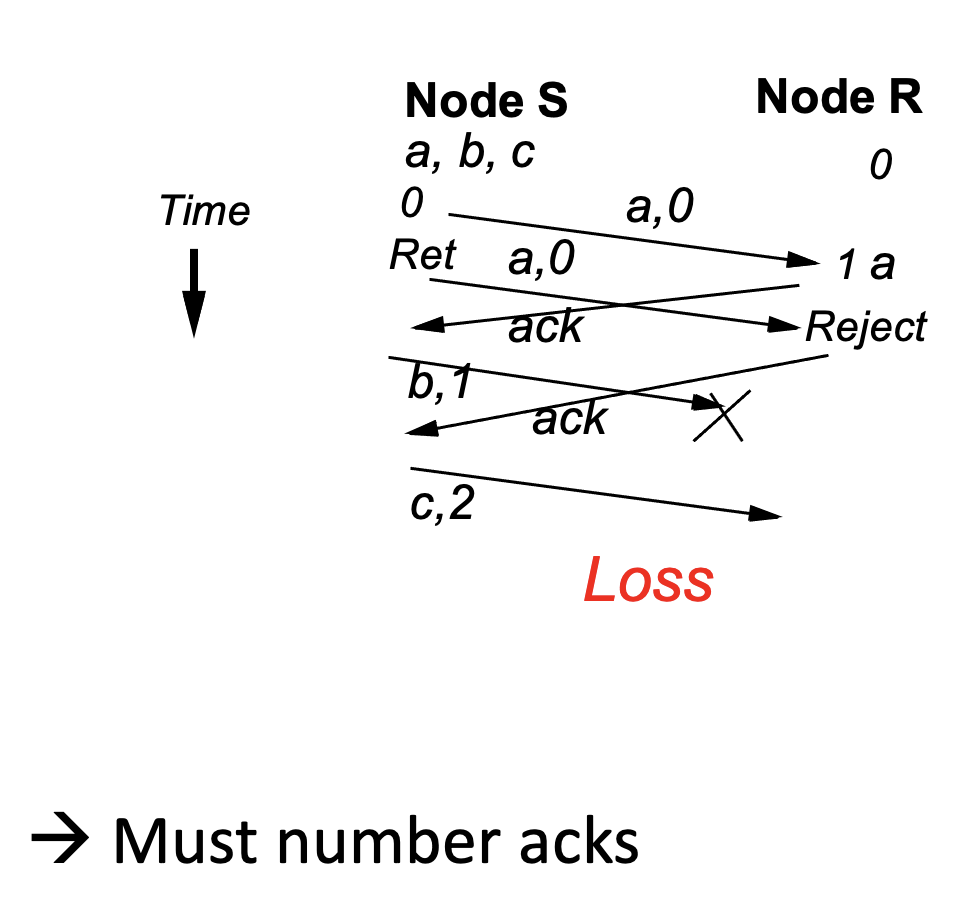 Node S
Node R
a, b, c
0
Time
0
a,0
Ret
a,0
1 a
ack
Reject
b,1
ack
c,2
Loss
→ Must number acks